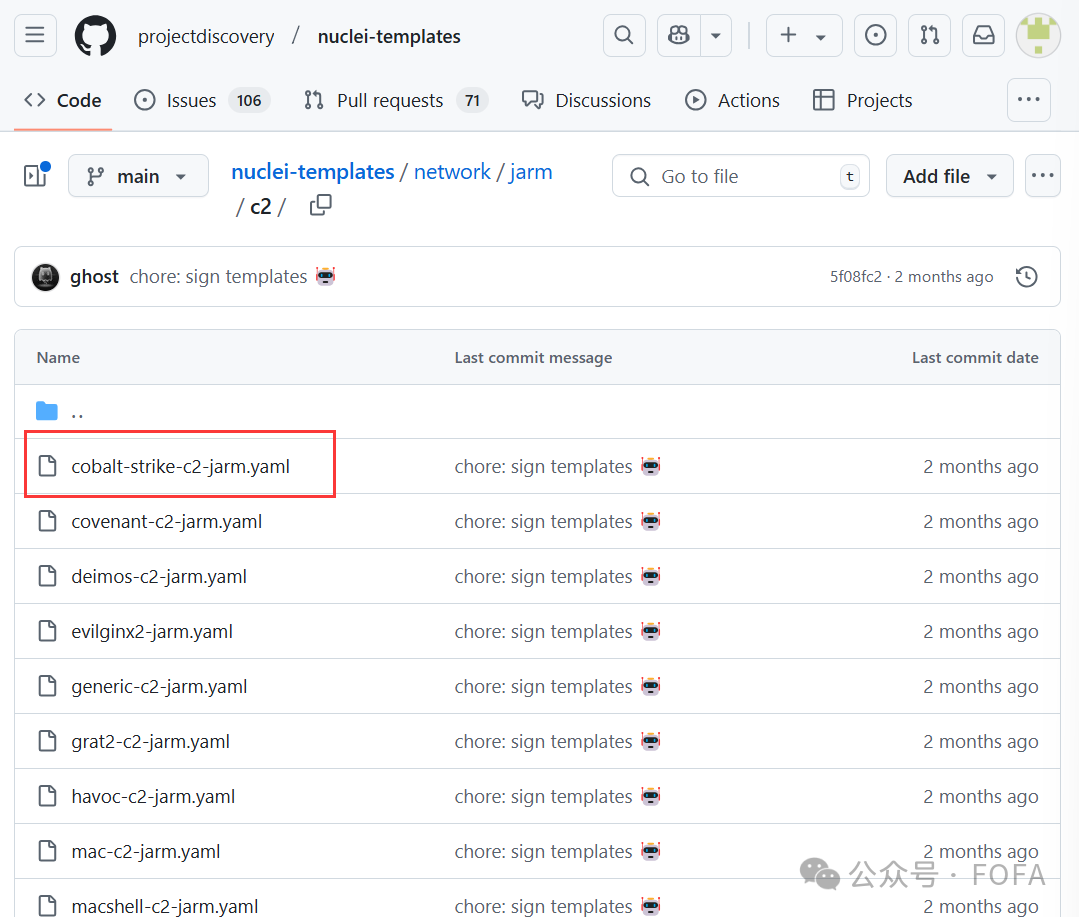 projectdiscovery / nuclei-templates
Code Issues 106 Pull requests 71 Discussions Actions Projects
main nuclei-templates / network / jarm Go to file t Add file
/ c2 /
ghost chore: sign templates 5f08fc2 · 2 months ago
Name Last commit message Last commit date
..
cobalt-strike-c2-jarm.yaml chore: sign templates 2 months ago
covenant-c2-jarm.yaml chore: sign templates 2 months ago
deimos-c2-jarm.yaml chore: sign templates 2 months ago
evilginx2-jarm.yaml chore: sign templates 2 months ago
generic-c2-jarm.yaml chore: sign templates 2 months ago
grat2-c2-jarm.yaml chore: sign templates 2 months ago
havoc-c2-jarm.yaml chore: sign templates 2 months ago
mac-c2-jarm.yaml chore: sign templates 2 months ago
公众号 · FOFA
macshell-c2-jarm.yaml chore: sign templates 2 months ago